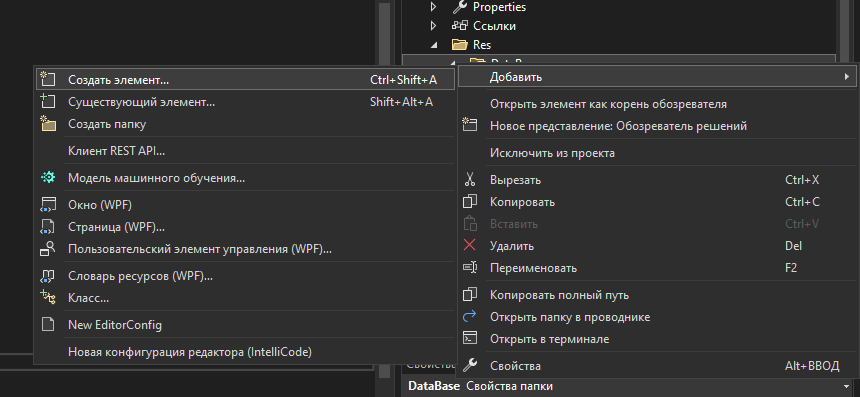 Properties
Ссылки
Res
Создать элемент... Ctrl+Shift+A
Существующий элемент... Shift+Alt+A
Создать папку
Клиент REST API...
Модель машинного обучения...
Окно (WPF)
Страница (WPF)...
Пользовательский элемент управления (WPF)...
Словарь ресурсов (WPF)...
Класс...
New EditorConfig
Новая конфигурация редактора (IntelliCode)
Добавить
Открыть элемент как корень обозревателя
Новое представление: Обозреватель решений
Исключить из проекта
Вырезать Ctrl+X
Копировать Ctrl+C
Вставить Ctrl+V
Удалить Del
Переименовать F2
Копировать полный путь
Открыть папку в проводнике
Открыть в терминале
Свойства Alt+ВВОД
DataBase Свойства папки